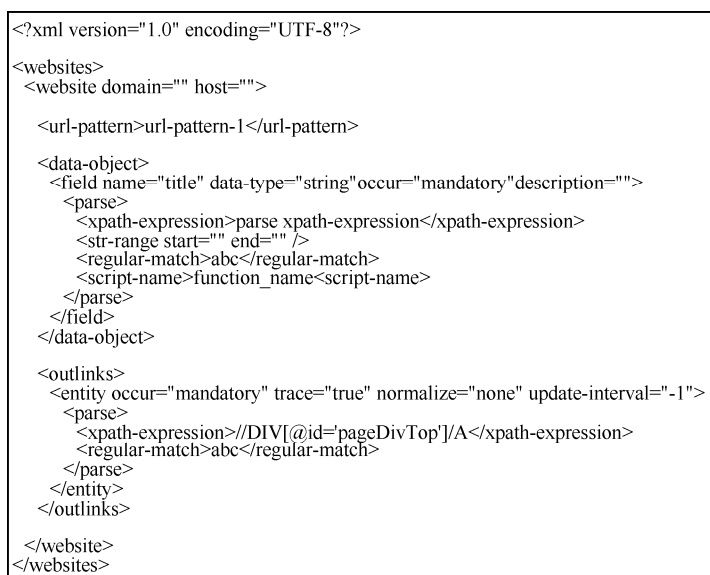 <?xml version="1.0" encoding="UTF-8"?>
<websites>
<website domain="" host="">
<url-pattern>url-pattern-1</url-pattern>
<data-object>
<field name="title" data-type="string"occur="mandatory"description="">
<parse>
<xpath-expression>parse xpath-expression</xpath-expression>
<str-range start="" end="" />
<regular-match>abc</regular-match>
<script-name>function_name<script-name>
</parse>
</field>
</data-object>
<outlinks>
<entity occur="mandatory" trace="true" normalize="none" update-interval="-1">
<parse>
<xpath-expression>//DIV[@id='pageDivTop']/A</xpath-expression>
<regular-match>abc</regular-match>
</parse>
</entity>
</outlinks>
</website>
</websites>